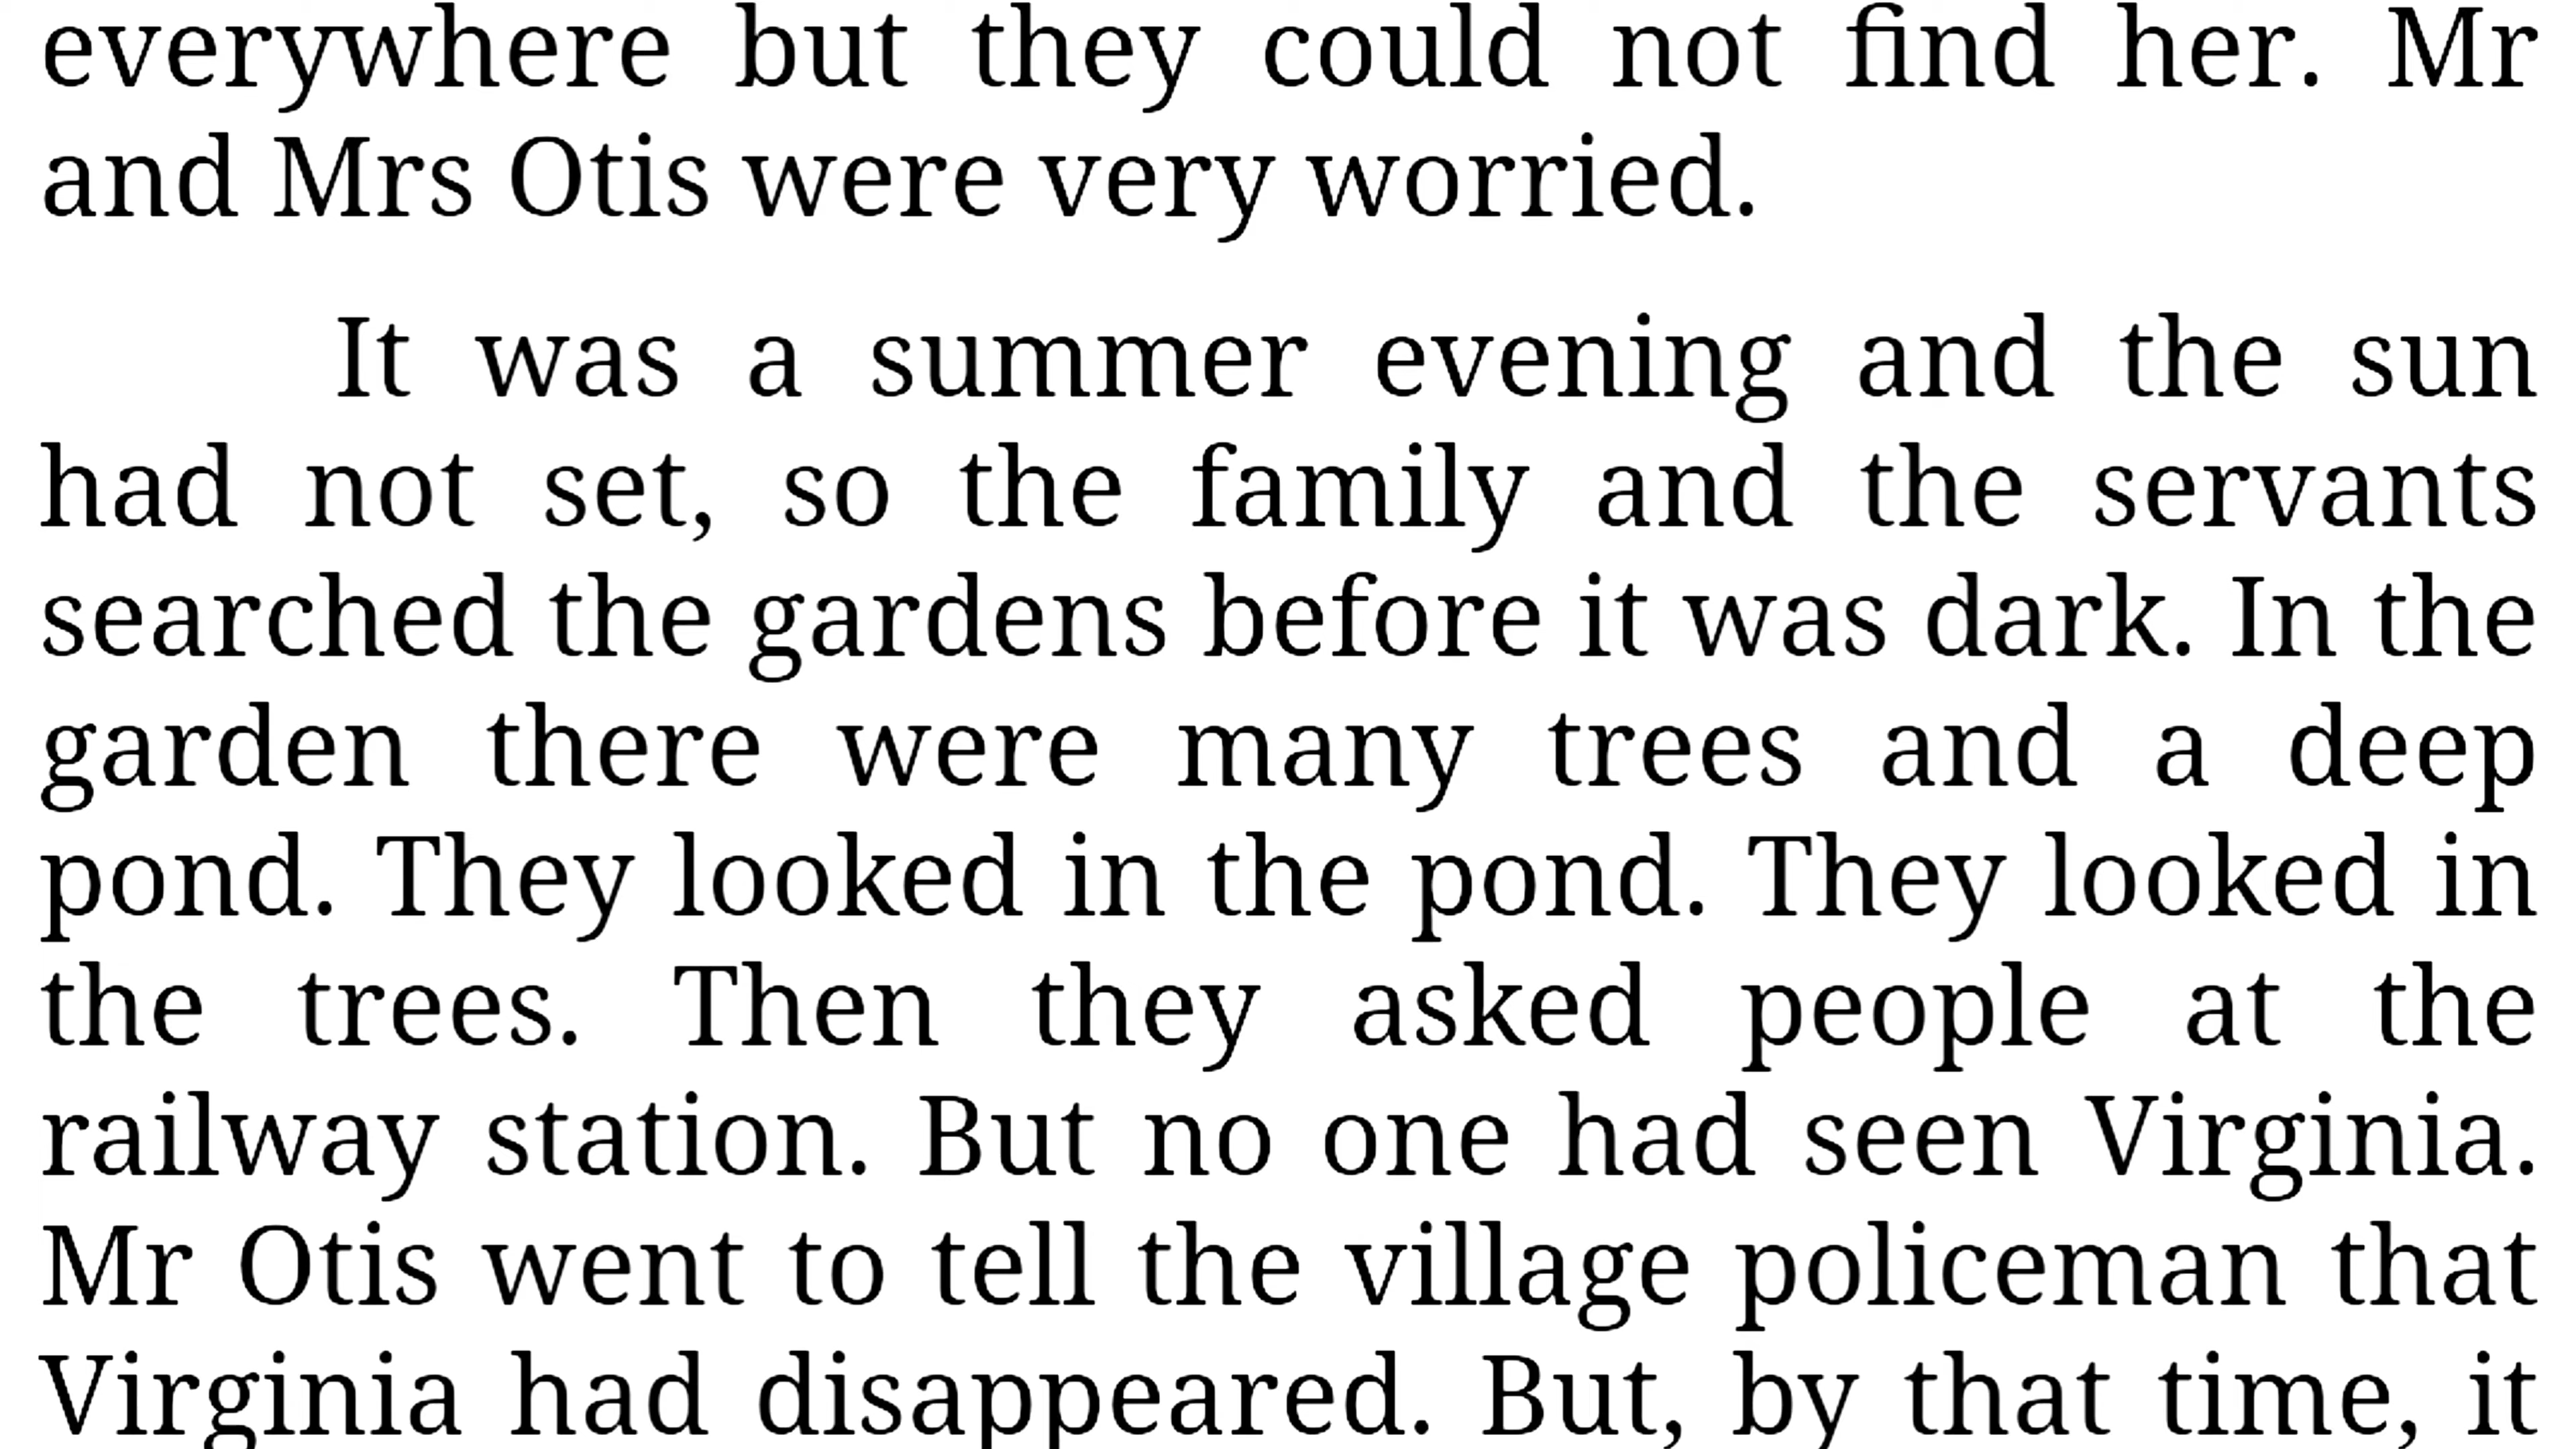 everywhere but they could not find her. Mr
and Mrs Otis were very worried.
It was a summer evening and the sun
had not set, so the family and the servants
searched the gardens before it was dark. In the
garden there were many trees and a deep
pond. They looked in the pond. They looked in
the trees. Then they asked people at the
railway station. But no one had seen Virginia.
Mr Otis went to tell the village policeman that
Virginia had disappeared. But, by that time, it